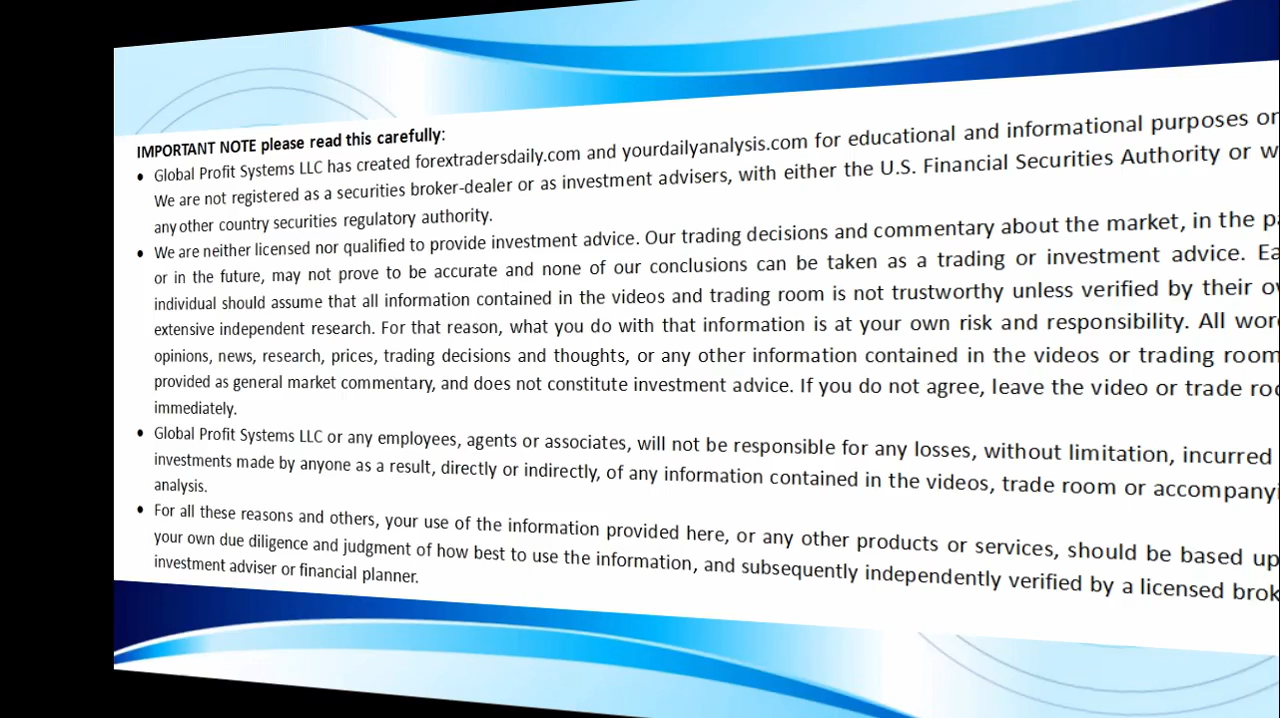 IMPORTANT NOTE please read this carefully:
• Global Profit Systems LLC has created forextradersdaily.com and yourdailyanalysis.com for educational and informational purposes
We are not registered as a securities broker-dealer or as investment advisers, with either the U.S. Financial Securities Authority or
any other country securities regulatory authority.
• We are neither licensed nor qualified to provide investment advice. Our trading decisions and commentary about the market, in the
or in the future, may not prove to be accurate and none of our conclusions can be taken as a trading or investment advice.
individual should assume that all information contained in the videos and trading room is not trustworthy unless verified by their
extensive independent research. For that reason, what you do with that information is at your own risk and responsibility. All
opinions, news, research, prices, trading decisions and thoughts, or any other information contained in the videos or trading room
provided as general market commentary, and does not constitute investment advice. If you do not agree, leave the video or trade
immediately.
• Global Profit Systems LLC or any employees, agents or associates, will not be responsible for any losses, without limitation, incurred
investments made by anyone as a result, directly or indirectly, of any information contained in the videos, trade room or
analysis.
• For all these reasons and others, your use of the information provided here, or any other products or services, should be based
your own due diligence and judgment of how best to use the information, and subsequently independently verified by a licensed
investment adviser or financial planner.